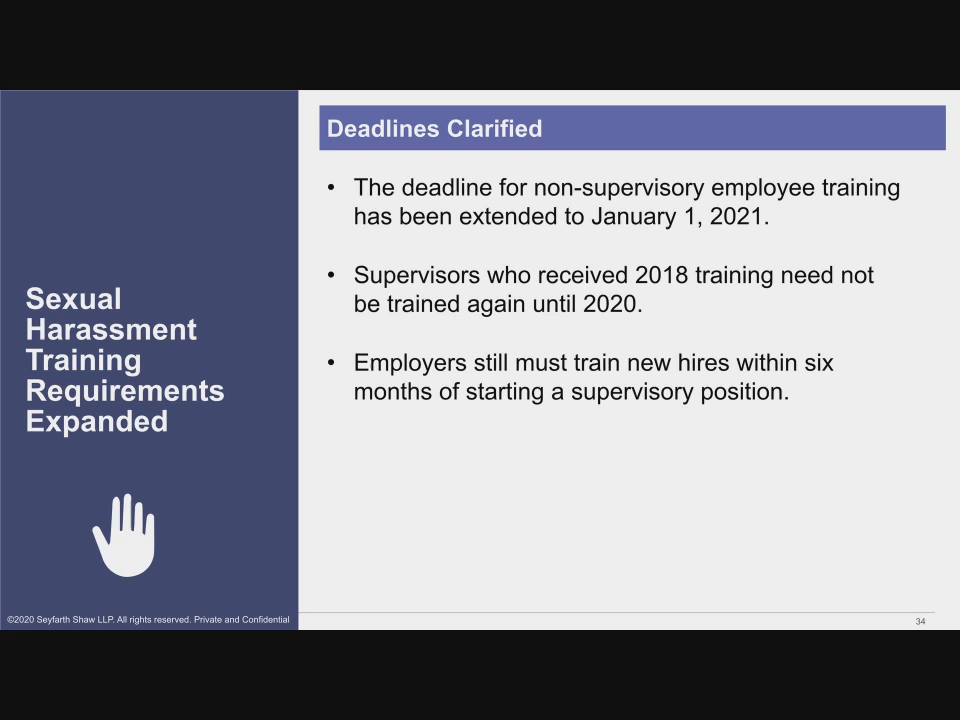 Sexual
Harassment
Training
Requirements
Expanded
©2020 Seyfarth Shaw LLP. All rights reserved. Private and Confidential
Deadlines Clarified
• The deadline for non-supervisory employee training
has been extended to January 1, 2021.
• Supervisors who received 2018 training need not
be trained again until 2020.
• Employers still must train new hires within six
months of starting a supervisory position.
34